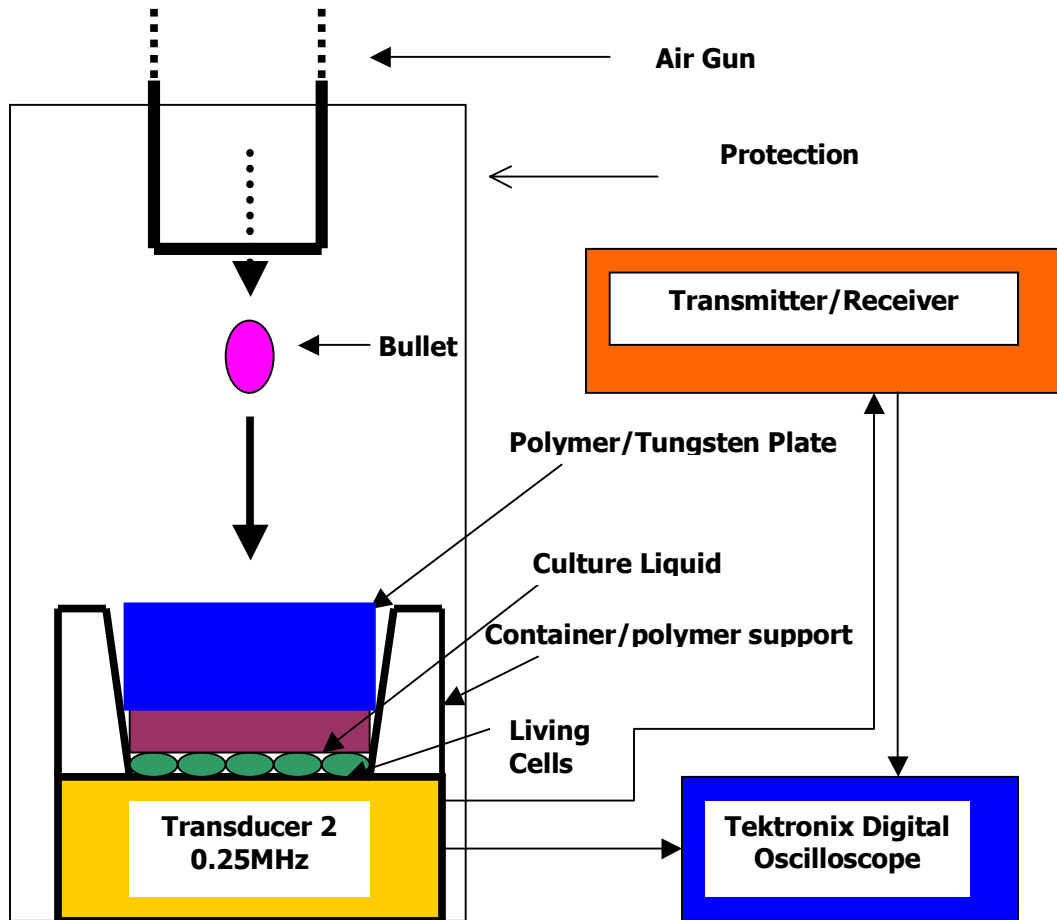 Air Gun
Protection
Transmitter/Receiver
Bullet
Polymer/Tungsten Plate
Culture Liquid
Container/polymer support
Living
Cells
Transducer 2
0.25MHz
Tektronix Digital
Oscilloscope